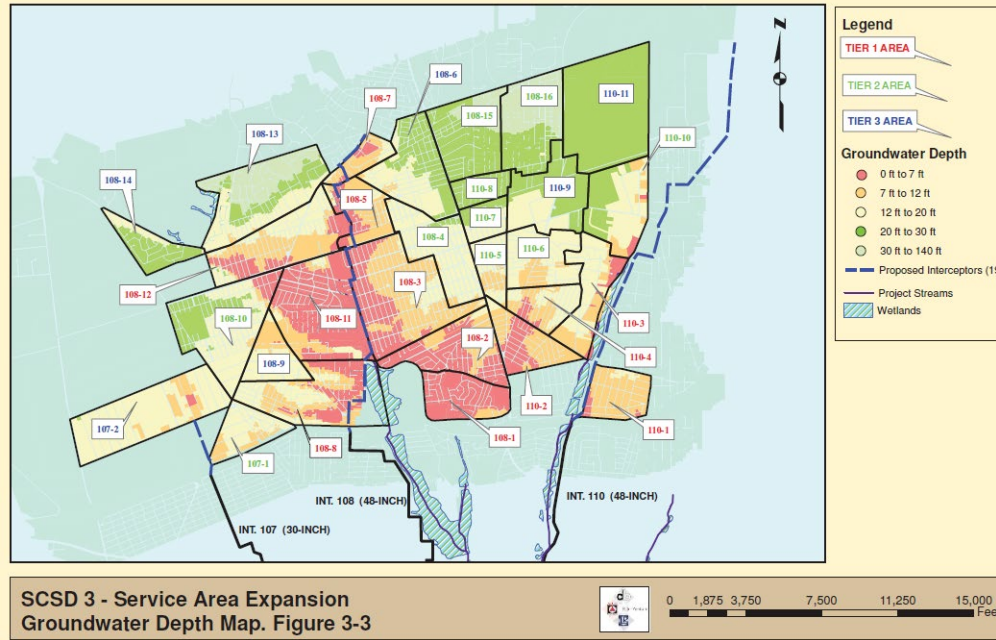 108-6
108-7
108-16
110-11
108-15
108-13
110-10
108-14
110-8
110-9
108-5
110-7
108-4
110-6
110-5
108-12
108-3
108-11
108-10
110-3
108-2
110-4
108-9
110-2
107-2
110-1
108-1
108-8
107-1
INT. 108 (48-INCH)
INT. 110 (48-INCH)
INT. 107 (30-INCH)
Z
Legend
TIER 1 AREA
TIER 2 AREA
TIER 3 AREA
Groundwater Depth
0 ft to 7 ft
7 ft to 12 ft
12 ft to 20 ft
20 ft to 30 ft
30 ft to 140 ft
Proposed Interceptors (19
Project Streams
Wetlands
SCSD 3 - Service Area Expansion
Groundwater Depth Map. Figure 3-3
0 1,875 3,750 7,500 11,250 15,000
Fee